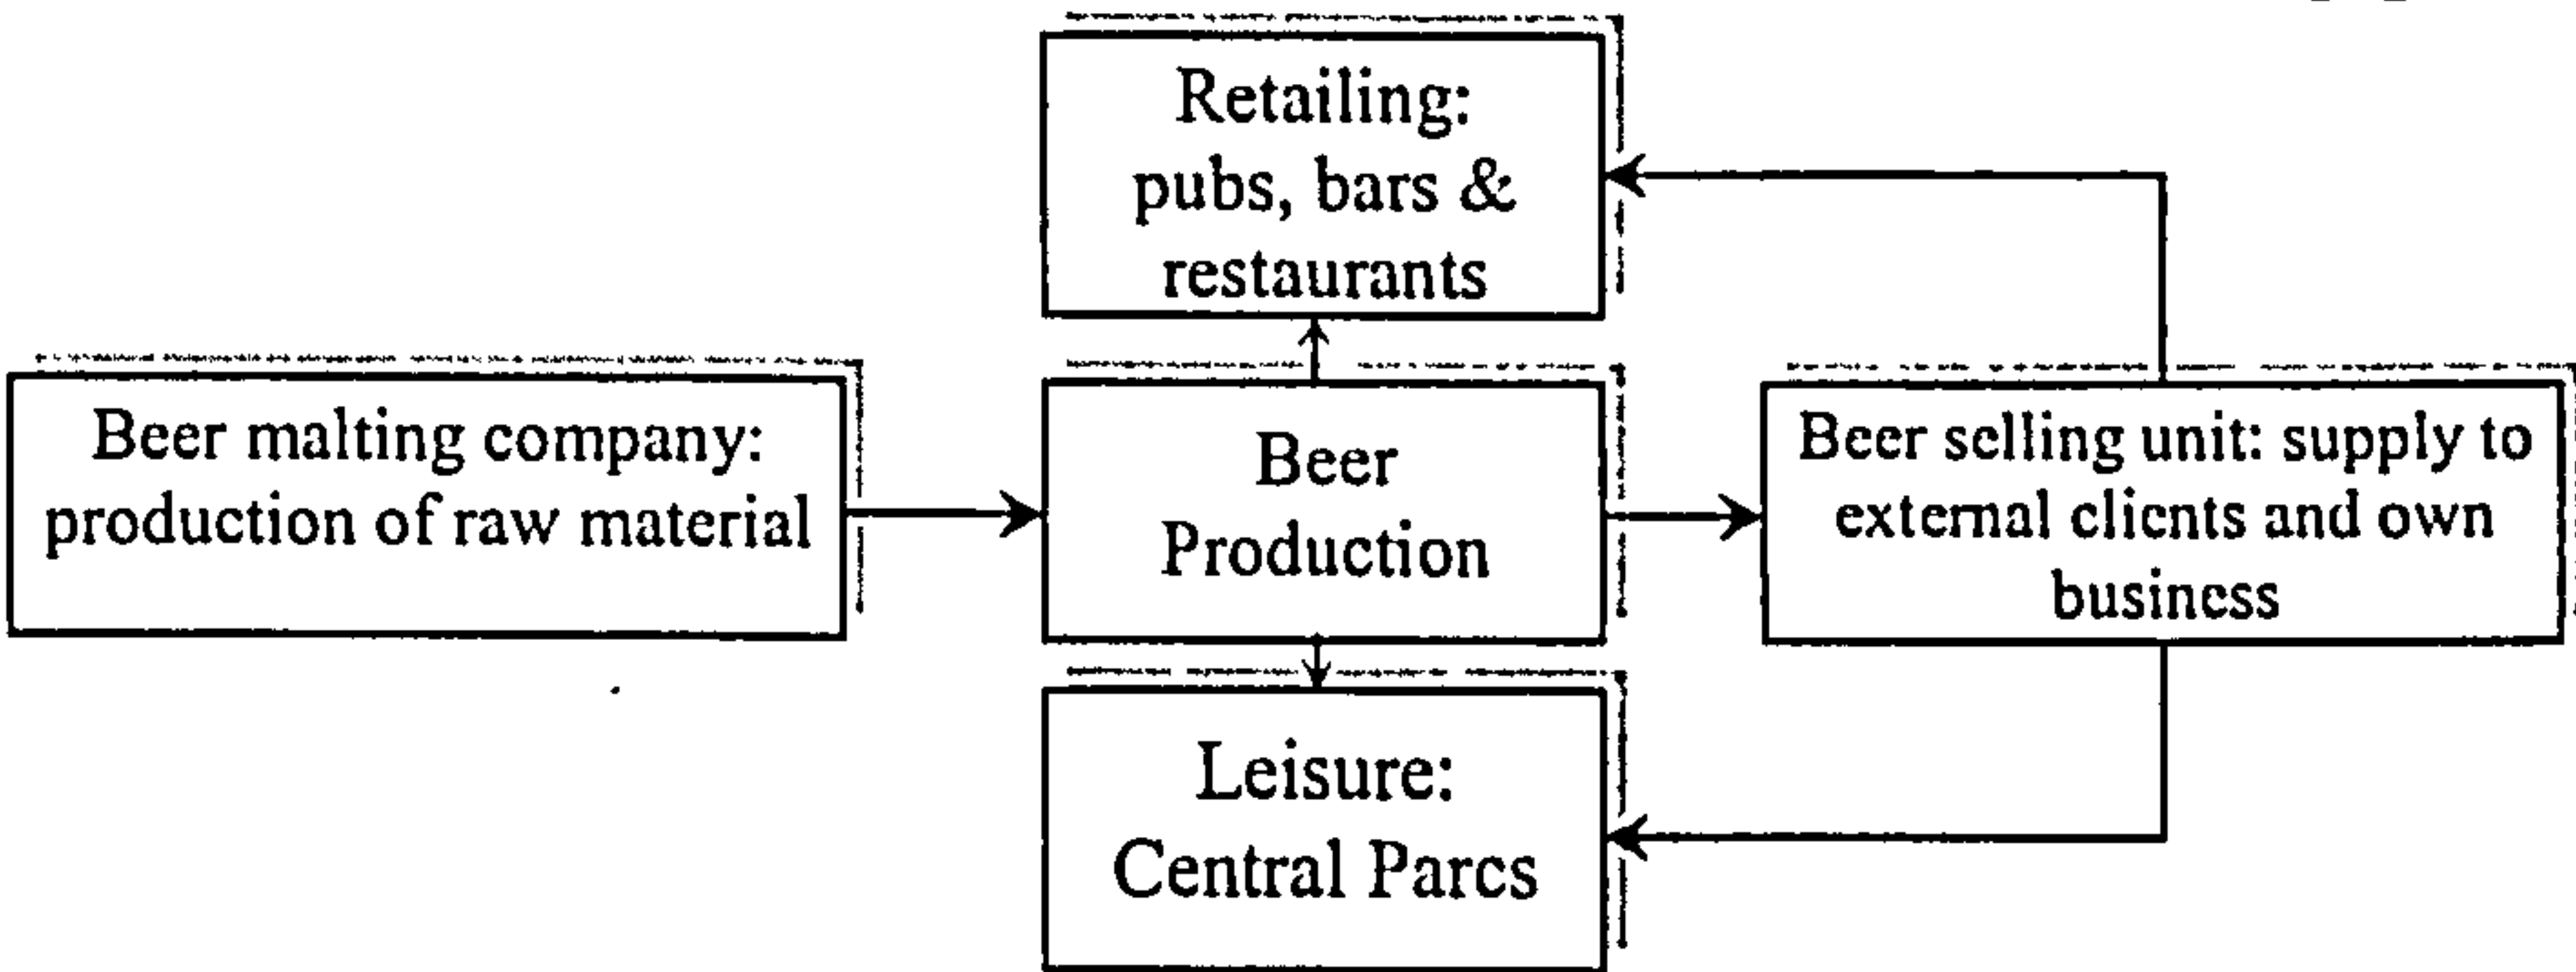 Retailing:
pubs, bars &
restaurants
Beer malting company:
production of raw material
Beer
Production
Beer selling unit: supply to
external clients and own
business
Leisure:
Central Parcs